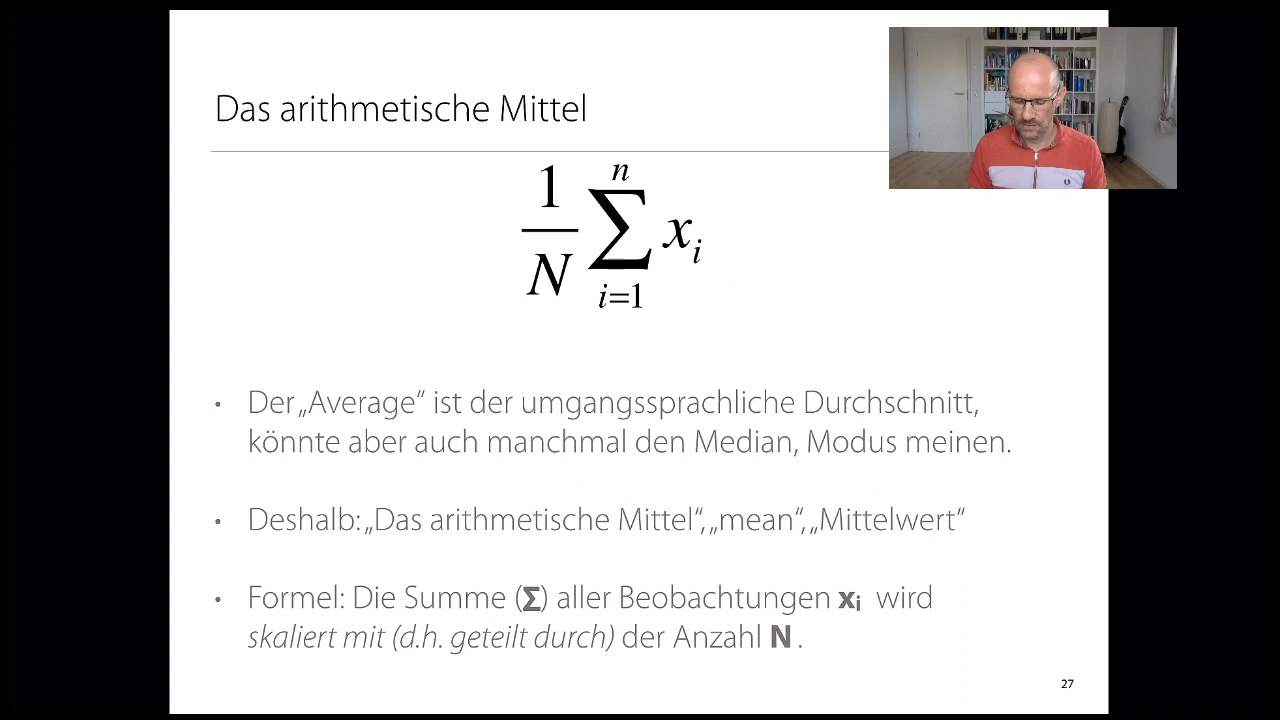 Das arithmetische Mittel
1
N
n
∑
i=1
xi
• Der „Average“ ist der umgangssprachliche Durchschnitt,
könnte aber auch manchmal den Median, Modus meinen.
• Deshalb: „Das arithmetische Mittel“, „mean“, „Mittelwert“
• Formel: Die Summe (Σ) aller Beobachtungen xi wird
skaliert mit (d.h. geteilt durch) der Anzahl N .
27